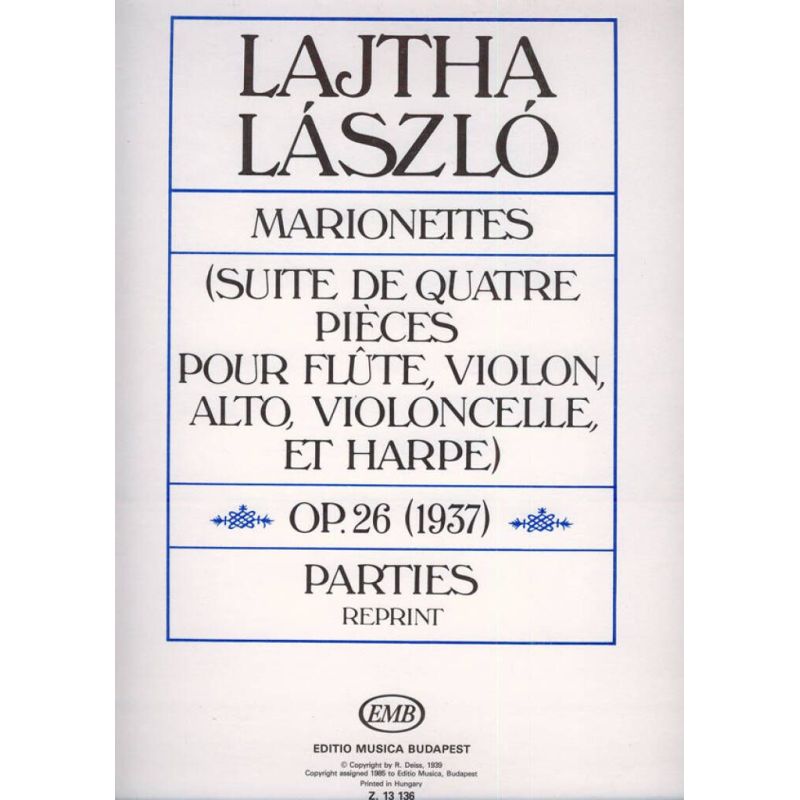 LAJTHA
LÁSZLÓ
MARIONETTES
(SUITE DE QUATRE
PIÈCES
POUR FLÛTE, VIOLON,
ALTO, VIOLONCELLE,
ET HARPE)
OP. 26 (1937)
PARTIES
REPRINT
EMB
EDITIO MUSICA BUDAPEST
© Copyright by R. Deiss, 1939
Copyright assigned 1985 to Editio Musica, Budapest
Printed in Hungary
Z. 13 136